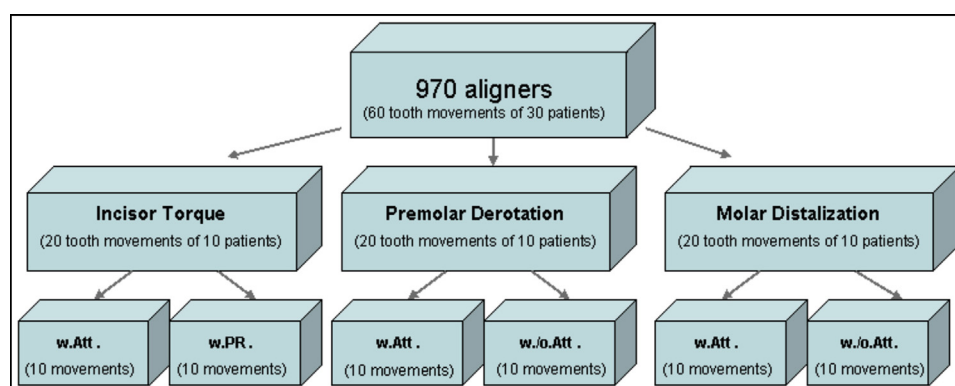 970 aligners
(60 tooth movements of 30 patients)
Incisor Torque
(20 tooth movements of 10 patients)
Premolar Derotation
(20 tooth movements of 10 patients)
Molar Distalization
(20 tooth movements of 10 patients)
w.Att .
(10 movements)
w.PR .
(10 movements)
w.Att .
(10 movements)
w./o.Att .
(10 movements)
w.Att .
(10 movements)
w./o.Att.
(10 movements)